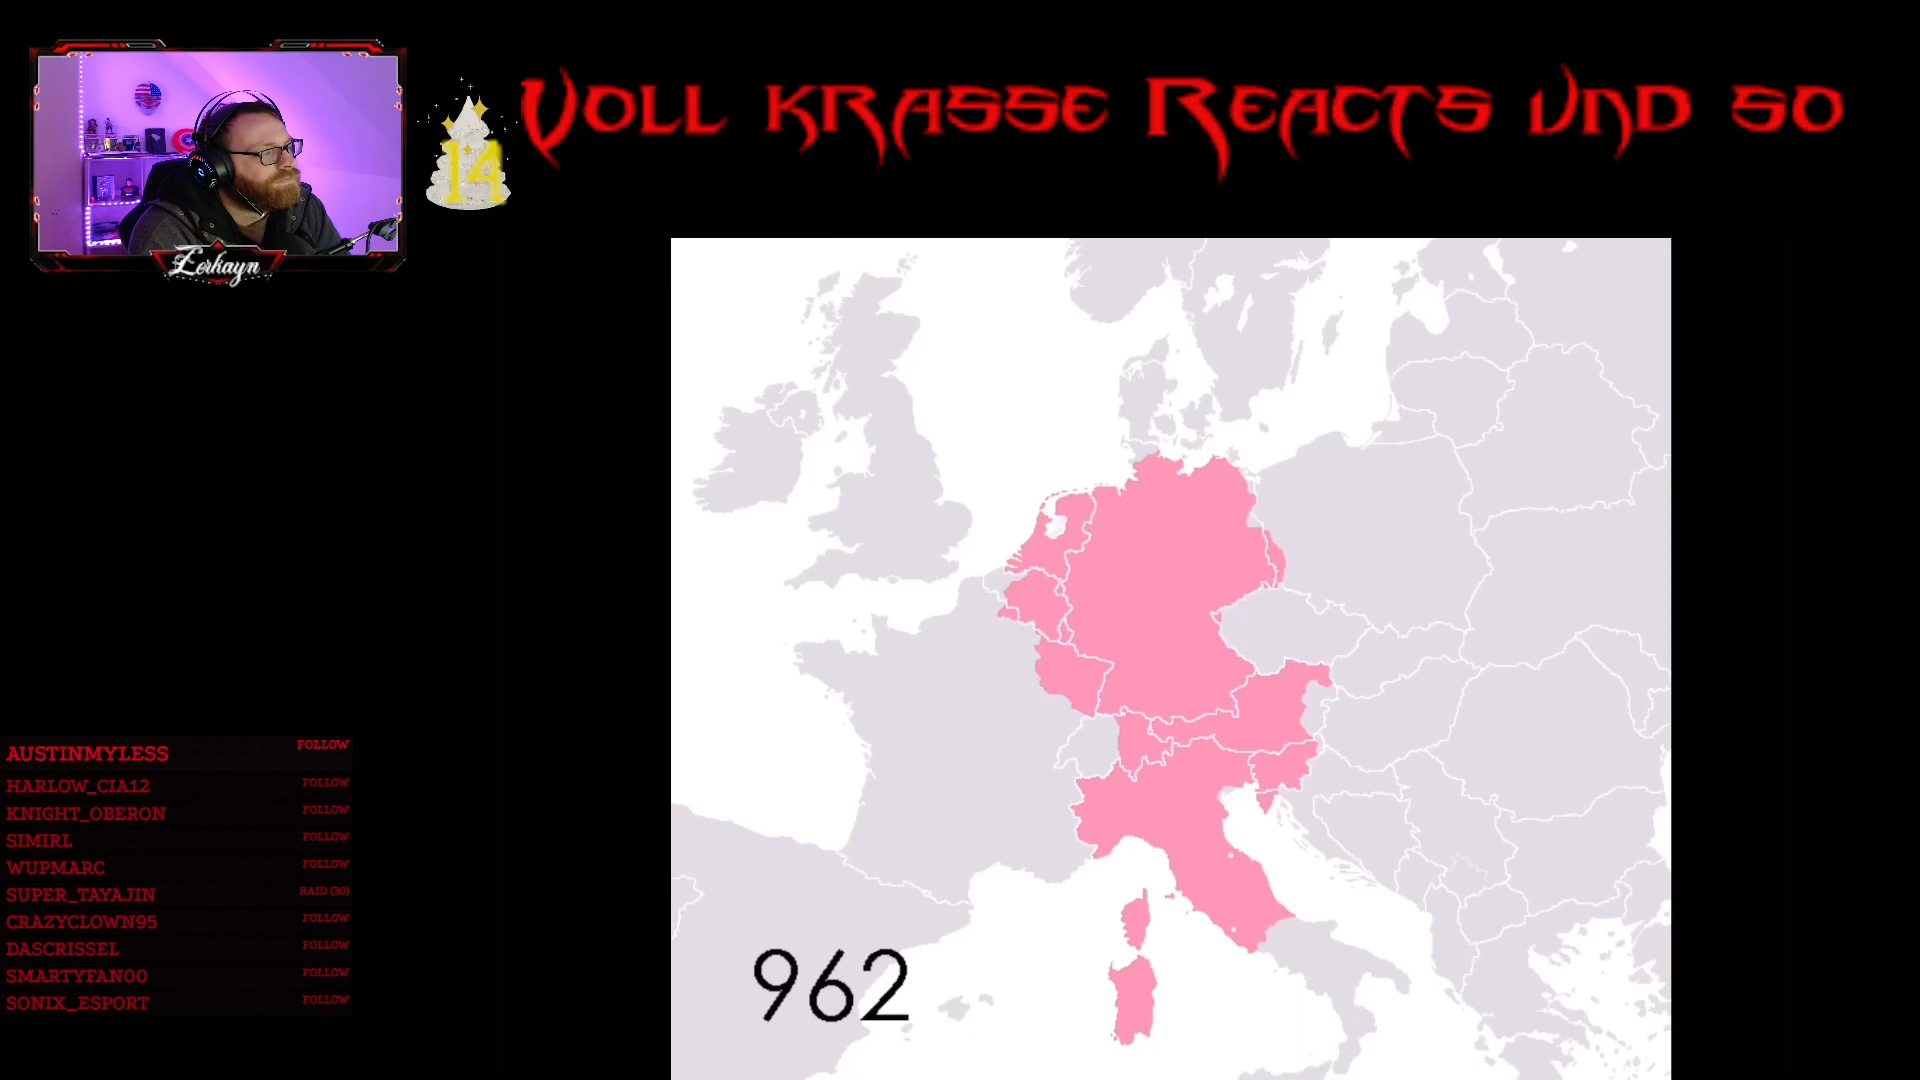 Voll krasse Reacts und so
14
Zerkayn
AUSTINMYLESS FOLLOW
HARLOW_CIA12 FOLLOW
KNIGHT_OBERON FOLLOW
SIMIRL FOLLOW
WUPMARC FOLLOW
SUPER_TAYAJIN RAID (30)
CRAZYCLOWN95 FOLLOW
DASCRISSEL FOLLOW
SMARTYFAN00 FOLLOW
SONIX_ESPORT FOLLOW
962